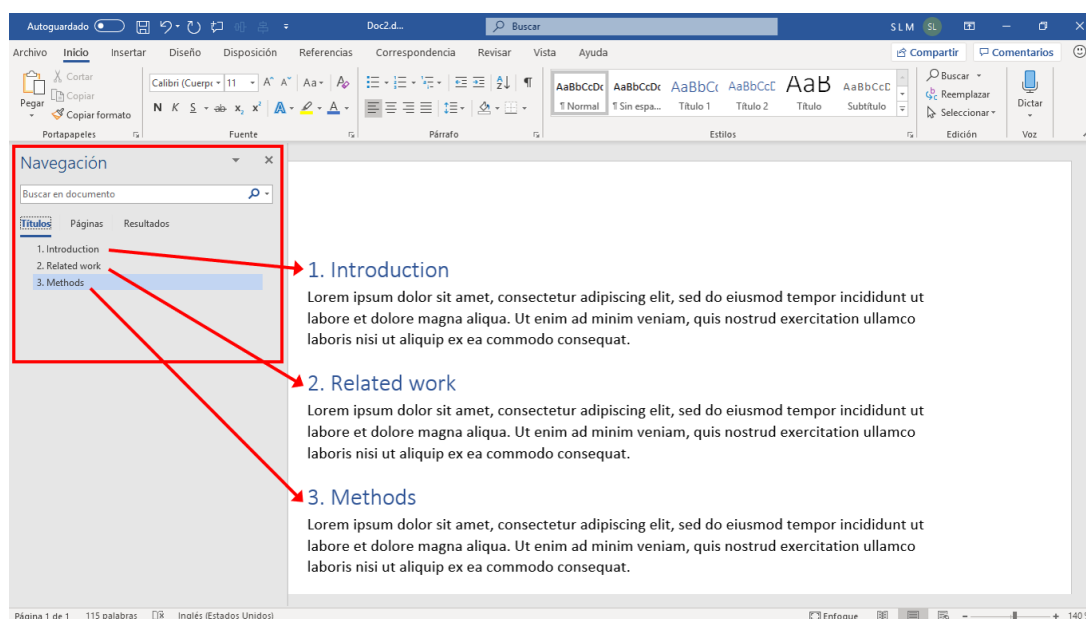 Autoguardado Doc2.d... Buscar SLM SL
Archivo Inicio Insertar Diseño Disposición Referencias Correspondencia Revisar Vista Ayuda Compartir Comentarios
Pegar
Cortar
Copiar
Copiar formato
Portapapeles
Calibri (Cuerpo 11
N K S ab x₂ x² A A
Fuente
Párrafo
AaBbCcDc AaBbCcDc AaBbCc AaBbCcC AaB AaBbCcC
¶ Normal ¶ Sin espa... Título 1 Título 2 Título Subtítulo
Estilos
Buscar
Reemplazar
Seleccionar
Edición
Dictar
Voz
Navegación
Buscar en documento
Títulos Páginas Resultados
1. Introduction
2. Related work
3. Methods
1. Introduction
Lorem ipsum dolor sit amet, consectetur adipiscing elit, sed do eiusmod tempor incididunt ut
labore et dolore magna aliqua. Ut enim ad minim veniam, quis nostrud exercitation ullamco
laboris nisi ut aliquip ex ea commodo consequat.
2. Related work
Lorem ipsum dolor sit amet, consectetur adipiscing elit, sed do eiusmod tempor incididunt ut
labore et dolore magna aliqua. Ut enim ad minim veniam, quis nostrud exercitation ullamco
laboris nisi ut aliquip ex ea commodo consequat.
3. Methods
Lorem ipsum dolor sit amet, consectetur adipiscing elit, sed do eiusmod tempor incididunt ut
labore et dolore magna aliqua. Ut enim ad minim veniam, quis nostrud exercitation ullamco
laboris nisi ut aliquip ex ea commodo consequat.
Página 1 de 1 115 palabras Inglés (Estados Unidos) Enfoque 140